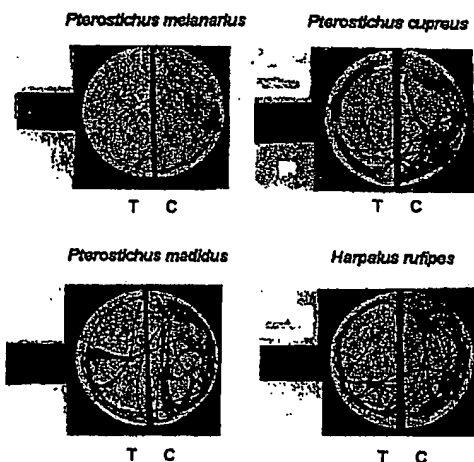 Pterostichus melanarius
Pterostichus cupreus
T C
T C
Pterostichus madidus
Harpalus rufipes
T C
T C